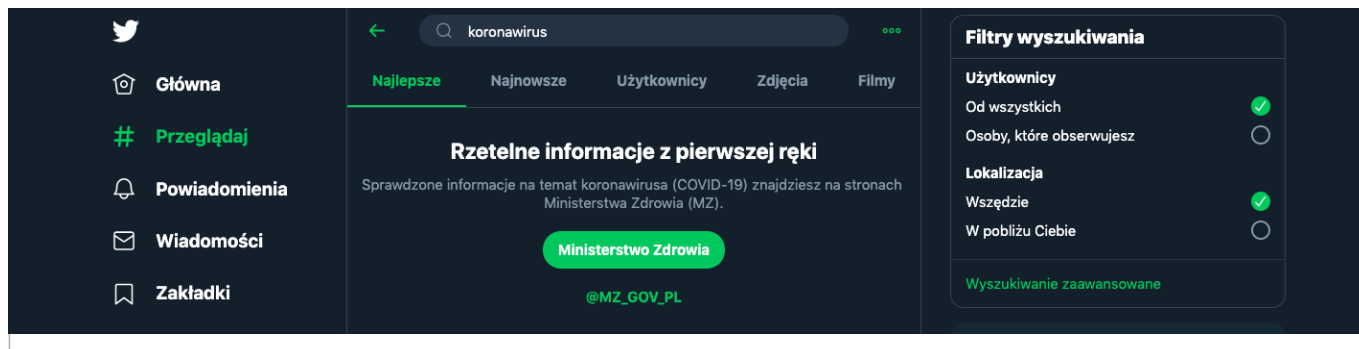 Główna
Przeglądaj
Powiadomienia
Wiadomości
Zakładki
koronawirus
Najlepsze Najnowsze Użytkownicy Zdjęcia Filmy
Rzetelne informacje z pierwszej ręki
Sprawdzone informacje na temat koronawirusa (COVID-19) znajdziesz na stronach
Ministerstwa Zdrowia (MZ).
Ministerstwo Zdrowia
@MZ_GOV_PL
Filtry wyszukiwania
Użytkownicy
Od wszystkich
Osoby, które obserwujesz
Lokalizacja
Wszędzie
W pobliżu Ciebie
Wyszukiwanie zaawansowane